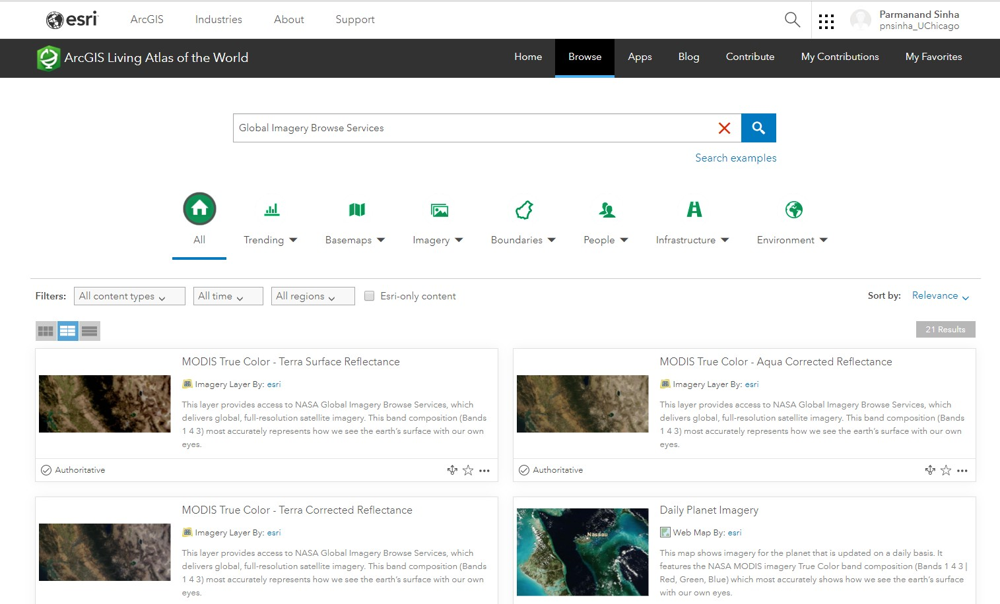 esri
ArcGIS
Industries
About
Support
Parmanand Sinha
pnsinha_UChicago
ArcGIS Living Atlas of the World
Home
Browse
Apps
Blog
Contribute
My Contributions
My Favorites
Global Imagery Browse Services
Search examples
All
Trending
Basemaps
Imagery
Boundaries
People
Infrastructure
Environment
Filters:
All content types
All time
All regions
Esri-only content
Sort by:
Relevance
21 Results
MODIS True Color - Terra Surface Reflectance
Imagery Layer By: esri
This layer provides access to NASA Global Imagery Browse Services, which
delivers global, full-resolution satellite imagery. This band composition (Bands
1 4 3) most accurately represents how we see the earth’s surface with our own
eyes.
Authoritative
MODIS True Color - Aqua Corrected Reflectance
Imagery Layer By: esri
This layer provides access to NASA Global Imagery Browse Services, which
delivers global, full-resolution satellite imagery. This band composition (Bands
1 4 3) most accurately represents how we see the earth’s surface with our own
eyes.
Authoritative
MODIS True Color - Terra Corrected Reflectance
Imagery Layer By: esri
This layer provides access to NASA Global Imagery Browse Services, which
delivers global, full-resolution satellite imagery. This band composition (Bands
1 4 3) most accurately represents how we see the earth’s surface with our own
eyes.
Nassau
Daily Planet Imagery
Web Map By: esri
This map shows imagery for the planet that is updated on a daily basis. It
features the NASA MODIS imagery True Color band composition (Bands 1 4 3 |
Red, Green, Blue) which most accurately shows how we see the earth’s surface
with our own eyes.